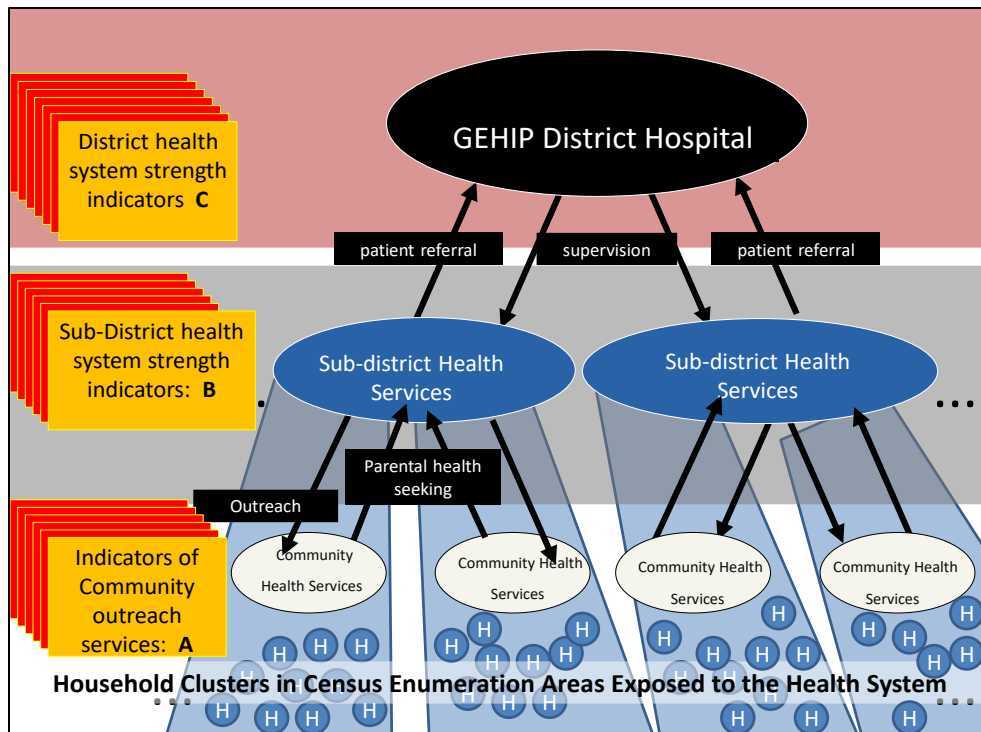 GEHIP District Hospital
District health
system strength
indicators C
patient referral
supervision
patient referral
Sub-District health
system strength
indicators: B
Sub-district Health
Services
Sub-district Health
Services
...
Parental health
seeking
Outreach
Indicators of
Community
outreach
services: A
Community
Health Services
Community Health
Services
Community Health
Services
Community Health
Services
H H H H H H H H H H
H H H H H H H H H H
H H H H H H H H H H
Household Clusters in Census Enumeration Areas Exposed to the Health System
... ...
H H H H H H H H H H H H